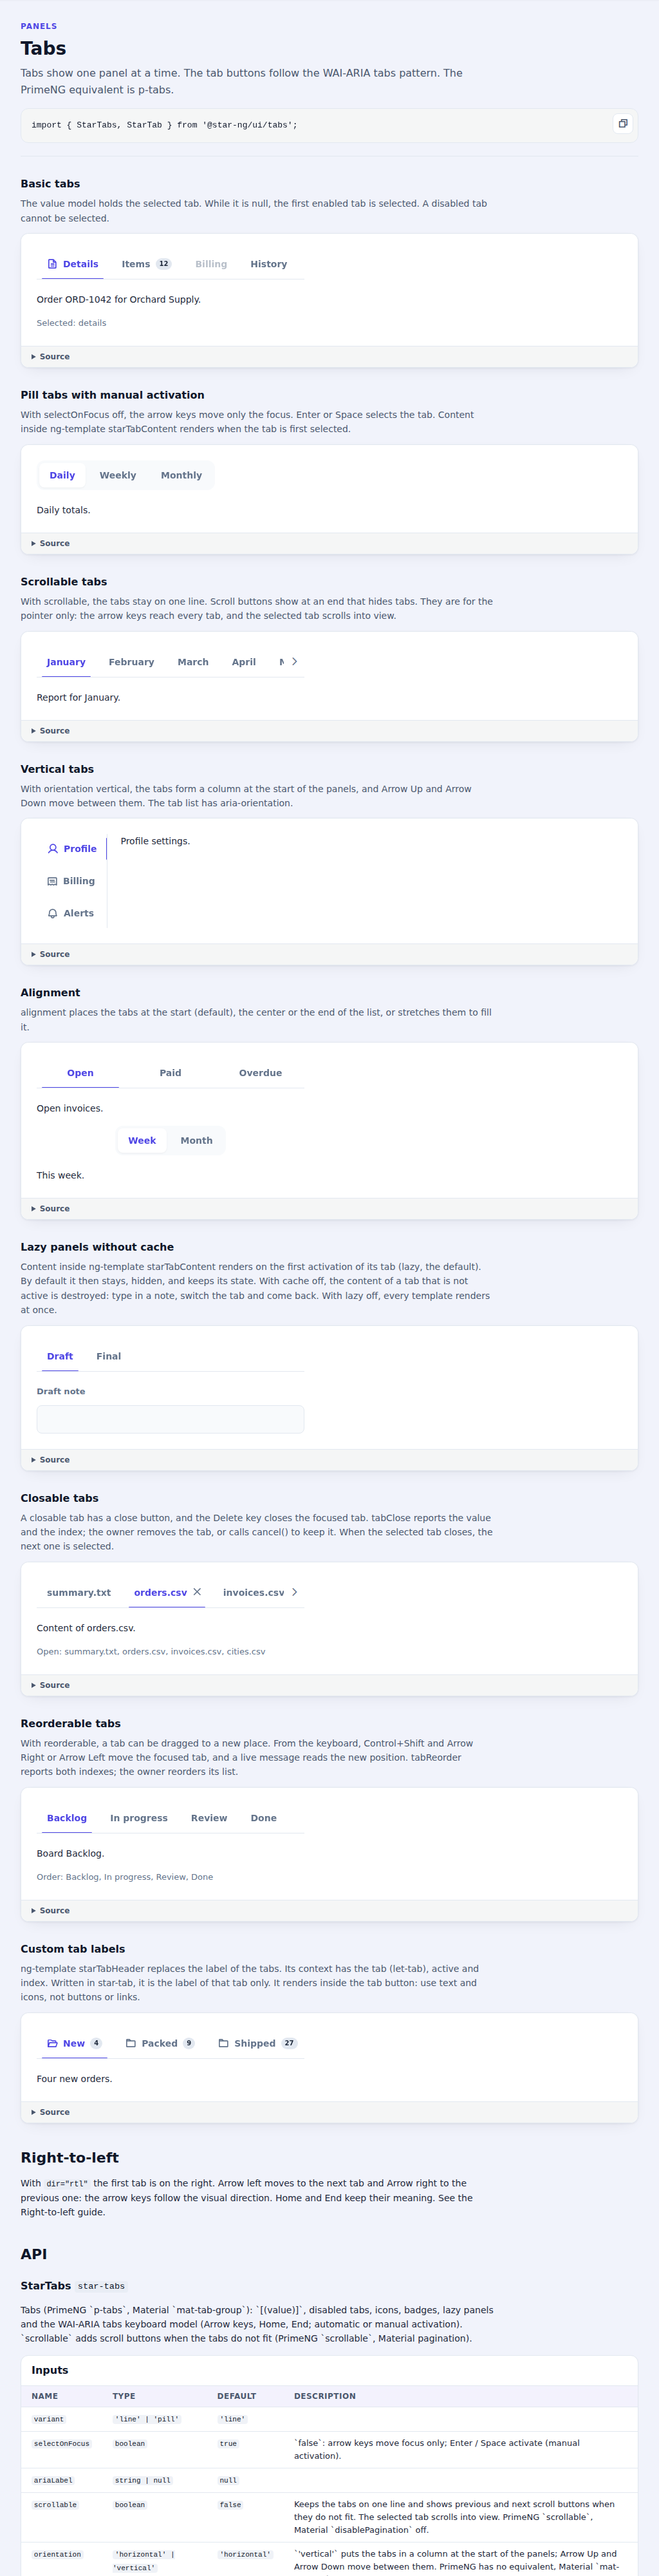 PANELS
Tabs
Tabs show one panel at a time. The tab buttons follow the WAI-ARIA tabs pattern. The
PrimeNG equivalent is p-tabs.
import { StarTabs, StarTab } from '@star-ng/ui/tabs';
Basic tabs
The value model holds the selected tab. While it is null, the first enabled tab is selected. A disabled tab
cannot be selected.
Details Items 12 Billing History
Order ORD-1042 for Orchard Supply.
Selected: details
Source
Pill tabs with manual activation
With selectOnFocus off, the arrow keys move only the focus. Enter or Space selects the tab. Content
inside ng-template starTabContent renders when the tab is first selected.
Daily Weekly Monthly
Daily totals.
Source
Scrollable tabs
With scrollable, the tabs stay on one line. Scroll buttons show at an end that hides tabs. They are for the
pointer only: the arrow keys reach every tab, and the selected tab scrolls into view.
January February March April
Report for January.
Source
Vertical tabs
With orientation vertical, the tabs form a column at the start of the panels, and Arrow Up and Arrow
Down move between them. The tab list has aria-orientation.
Profile
Profile settings.
Billing
Alerts
Source
Alignment
alignment places the tabs at the start (default), the center or the end of the list, or stretches them to fill
it.
Open Paid Overdue
Open invoices.
Week Month
This week.
Source
Lazy panels without cache
Content inside ng-template starTabContent renders on the first activation of its tab (lazy, the default).
By default it then stays, hidden, and keeps its state. With cache off, the content of a tab that is not
active is destroyed: type in a note, switch the tab and come back. With lazy off, every template renders
at once.
Draft Final
Draft note
Source
Closable tabs
A closable tab has a close button, and the Delete key closes the focused tab. tabClose reports the value
and the index; the owner removes the tab, or calls cancel() to keep it. When the selected tab closes, the
next one is selected.
summary.txt orders.csv invoices.csv
Content of orders.csv.
Open: summary.txt, orders.csv, invoices.csv, cities.csv
Source
Reorderable tabs
With reorderable, a tab can be dragged to a new place. From the keyboard, Control+Shift and Arrow
Right or Arrow Left move the focused tab, and a live message reads the new position. tabReorder
reports both indexes; the owner reorders its list.
Backlog In progress Review Done
Board Backlog.
Order: Backlog, In progress, Review, Done
Source
Custom tab labels
ng-template starTabHeader replaces the label of the tabs. Its context has the tab (let-tab), active and
index. Written in star-tab, it is the label of that tab only. It renders inside the tab button: use text and
icons, not buttons or links.
New 4 Packed 9 Shipped 27
Four new orders.
Source
Right-to-left
With dir="rtl" the first tab is on the right. Arrow left moves to the next tab and Arrow right to the
previous one: the arrow keys follow the visual direction. Home and End keep their meaning. See the
Right-to-left guide.
API
StarTabs star-tabs
Tabs (PrimeNG `p-tabs`, Material `mat-tab-group`): `[(value)]`, disabled tabs, icons, badges, lazy panels
and the WAI-ARIA tabs keyboard model (Arrow keys, Home, End; automatic or manual activation).
`scrollable` adds scroll buttons when the tabs do not fit (PrimeNG `scrollable`, Material pagination).
Inputs
NAME TYPE DEFAULT DESCRIPTION
variant 'line' | 'pill' 'line'
selectOnFocus boolean true `false`: arrow keys move focus only; Enter / Space activate (manual
activation).
ariaLabel string | null null
scrollable boolean false Keeps the tabs on one line and shows previous and next scroll buttons when
they do not fit. The selected tab scrolls into view. PrimeNG `scrollable`,
Material `disablePagination` off.
orientation 'horizontal' | 'horizontal' `'vertical'` puts the tabs in a column at the start of the panels; Arrow Up and
'vertical' Arrow Down move between them. PrimeNG has no equivalent, Material `mat-